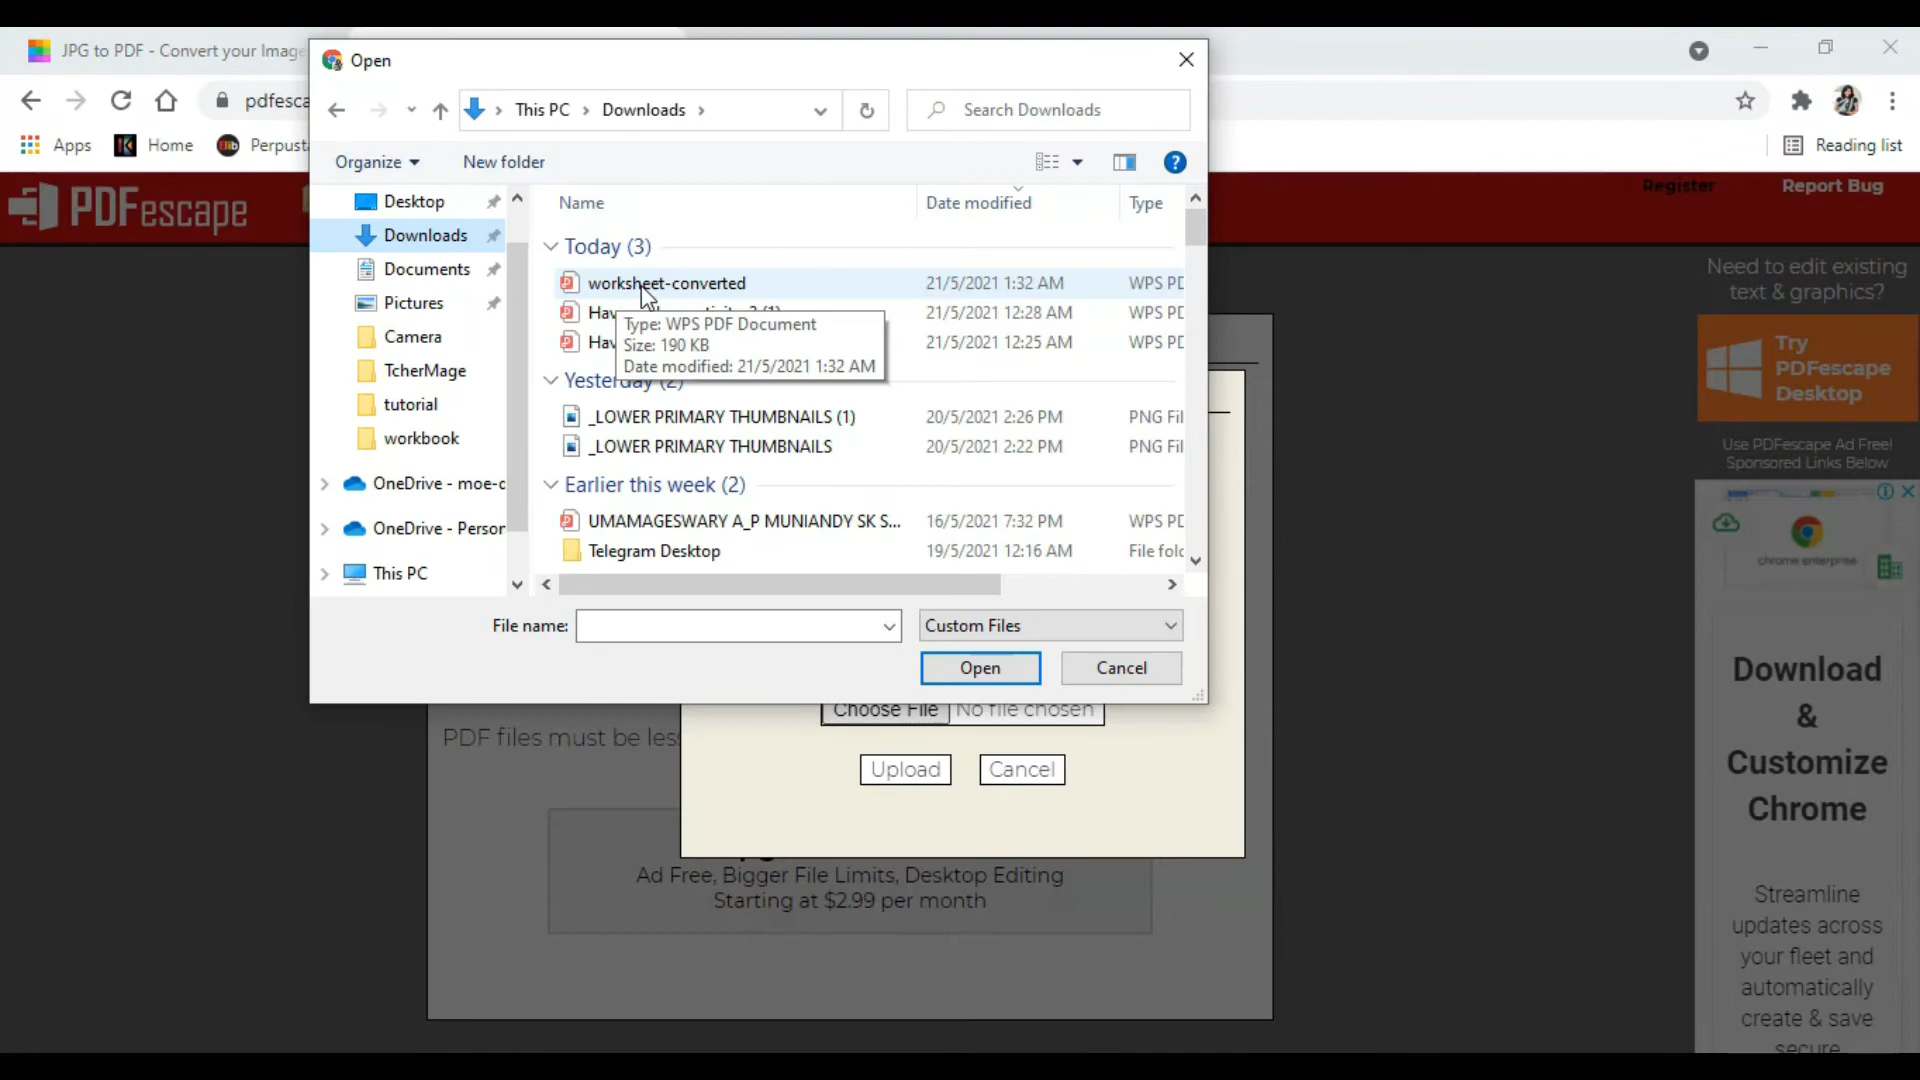 JPG to PDF - Convert your Image
Open
pdfesca
This PC
Downloads
Search Downloads
Apps
Home
Perpusta
Reading list
Organize
New folder
PDFescape
Register
Report Bug
Desktop
Downloads
Documents
Pictures
Camera
TcherMage
tutorial
workbook
OneDrive - moe-d
OneDrive - Person
This PC
Name
Date modified
Type
Today (3)
worksheet-converted 21/5/2021 1:32 AM WPS PD
Hav 21/5/2021 12:28 AM WPS PD
Hav 21/5/2021 12:25 AM WPS PD
Type: WPS PDF Document
Size: 190 KB
Date modified: 21/5/2021 1:32 AM
Yesterday (2)
_LOWER PRIMARY THUMBNAILS (1) 20/5/2021 2:26 PM PNG Fil
_LOWER PRIMARY THUMBNAILS 20/5/2021 2:22 PM PNG Fil
Earlier this week (2)
UMAMAGESWARY A_P MUNIANDY SK S... 16/5/2021 7:32 PM WPS PD
Telegram Desktop 19/5/2021 12:16 AM File fold
File name:
Custom Files
Open
Cancel
Choose File No file chosen
PDF files must be less
Upload
Cancel
Ad Free, Bigger File Limits, Desktop Editing
Starting at $2.99 per month
Need to edit existing
text & graphics?
Try
PDFescape
Desktop
Use PDFescape Ad Free!
Sponsored Links Below
chrome enterprise
Download
&
Customize
Chrome
Streamline
updates across
your fleet and
automatically
create & save
secure